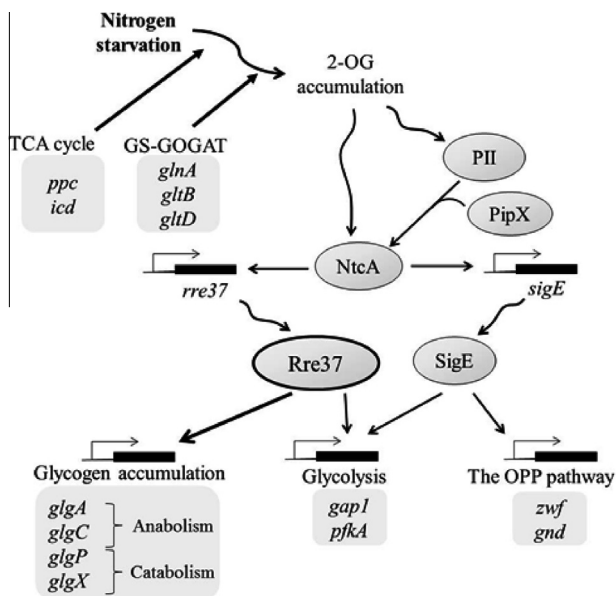 Nitrogen
starvation
2-OG
accumulation
TCA cycle
ppc
icd
GS-GOGAT
glnA
gltB
gltD
PII
PipX
NtcA
rre37
sigE
Rre37
SigE
Glycogen accumulation
glgA
glgC
Anabolism
glgP
glgX
Catabolism
Glycolysis
gap1
pfkA
The OPP pathway
zwf
gnd